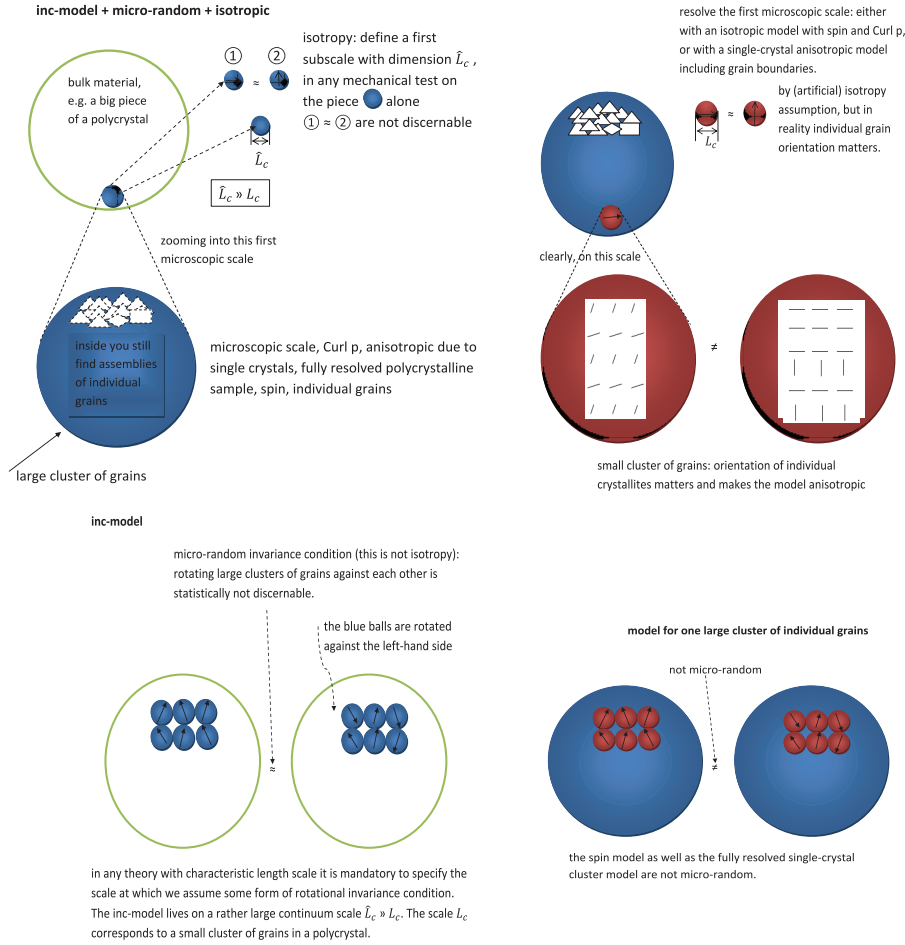 inc-model + micro-random + isotropic
bulk material,
e.g. a big piece
of a polycrystal
① ②
≈
isotropy: define a first
subscale with dimension L̂_c ,
in any mechanical test on
the piece alone
① ≈ ② are not discernable
L̂_c
L̂_c » L_c
zooming into this first
microscopic scale
inside you still
find assemblies
of individual
grains
microscopic scale, Curl p, anisotropic due to
single crystals, fully resolved polycrystalline
sample, spin, individual grains
large cluster of grains
resolve the first microscopic scale: either
with an isotropic model with spin and Curl p,
or with a single-crystal anisotropic model
including grain boundaries.
≈
L_c
by (artificial) isotropy
assumption, but in
reality individual grain
orientation matters.
clearly, on this scale
≠
small cluster of grains: orientation of individual
crystallites matters and makes the model anisotropic
inc-model
micro-random invariance condition (this is not isotropy):
rotating large clusters of grains against each other is
statistically not discernable.
the blue balls are rotated
against the left-hand side
≈
in any theory with characteristic length scale it is mandatory to specify the
scale at which we assume some form of rotational invariance condition.
The inc-model lives on a rather large continuum scale L̂_c » L_c. The scale L_c
corresponds to a small cluster of grains in a polycrystal.
model for one large cluster of individual grains
not micro-random
≠
the spin model as well as the fully resolved single-crystal
cluster model are not micro-random.